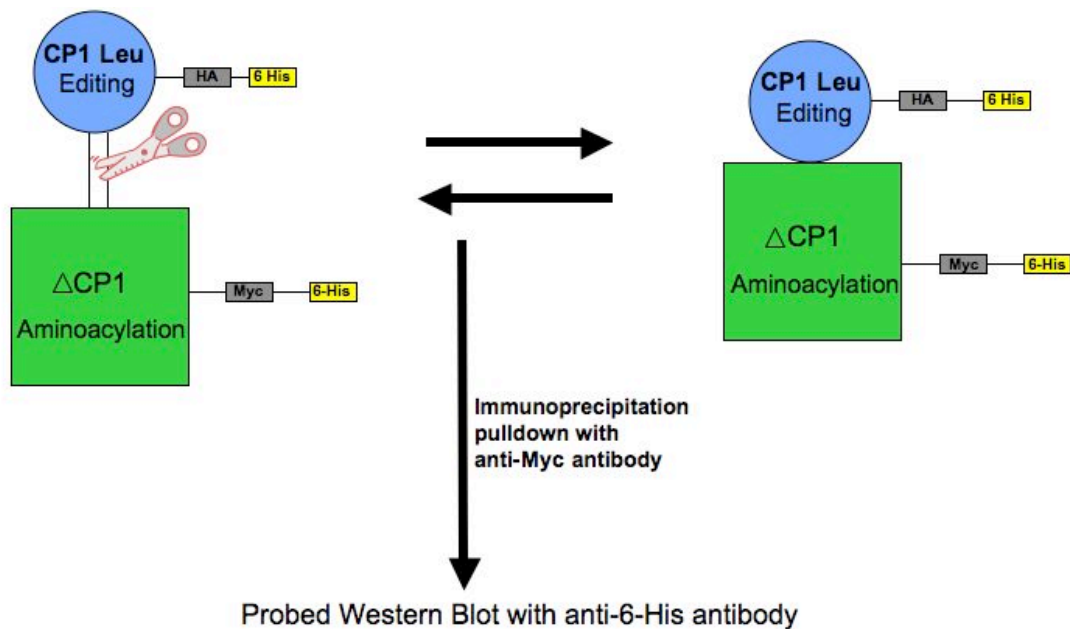 CP1 Leu
Editing
HA
6 His
CP1 Leu
Editing
HA
6 His
△CP1
Aminoacylation
Myc
6-His
△CP1
Aminoacylation
Myc
6-His
Immunoprecipitation
pulldown with
anti-Myc antibody
Probed Western Blot with anti-6-His antibody